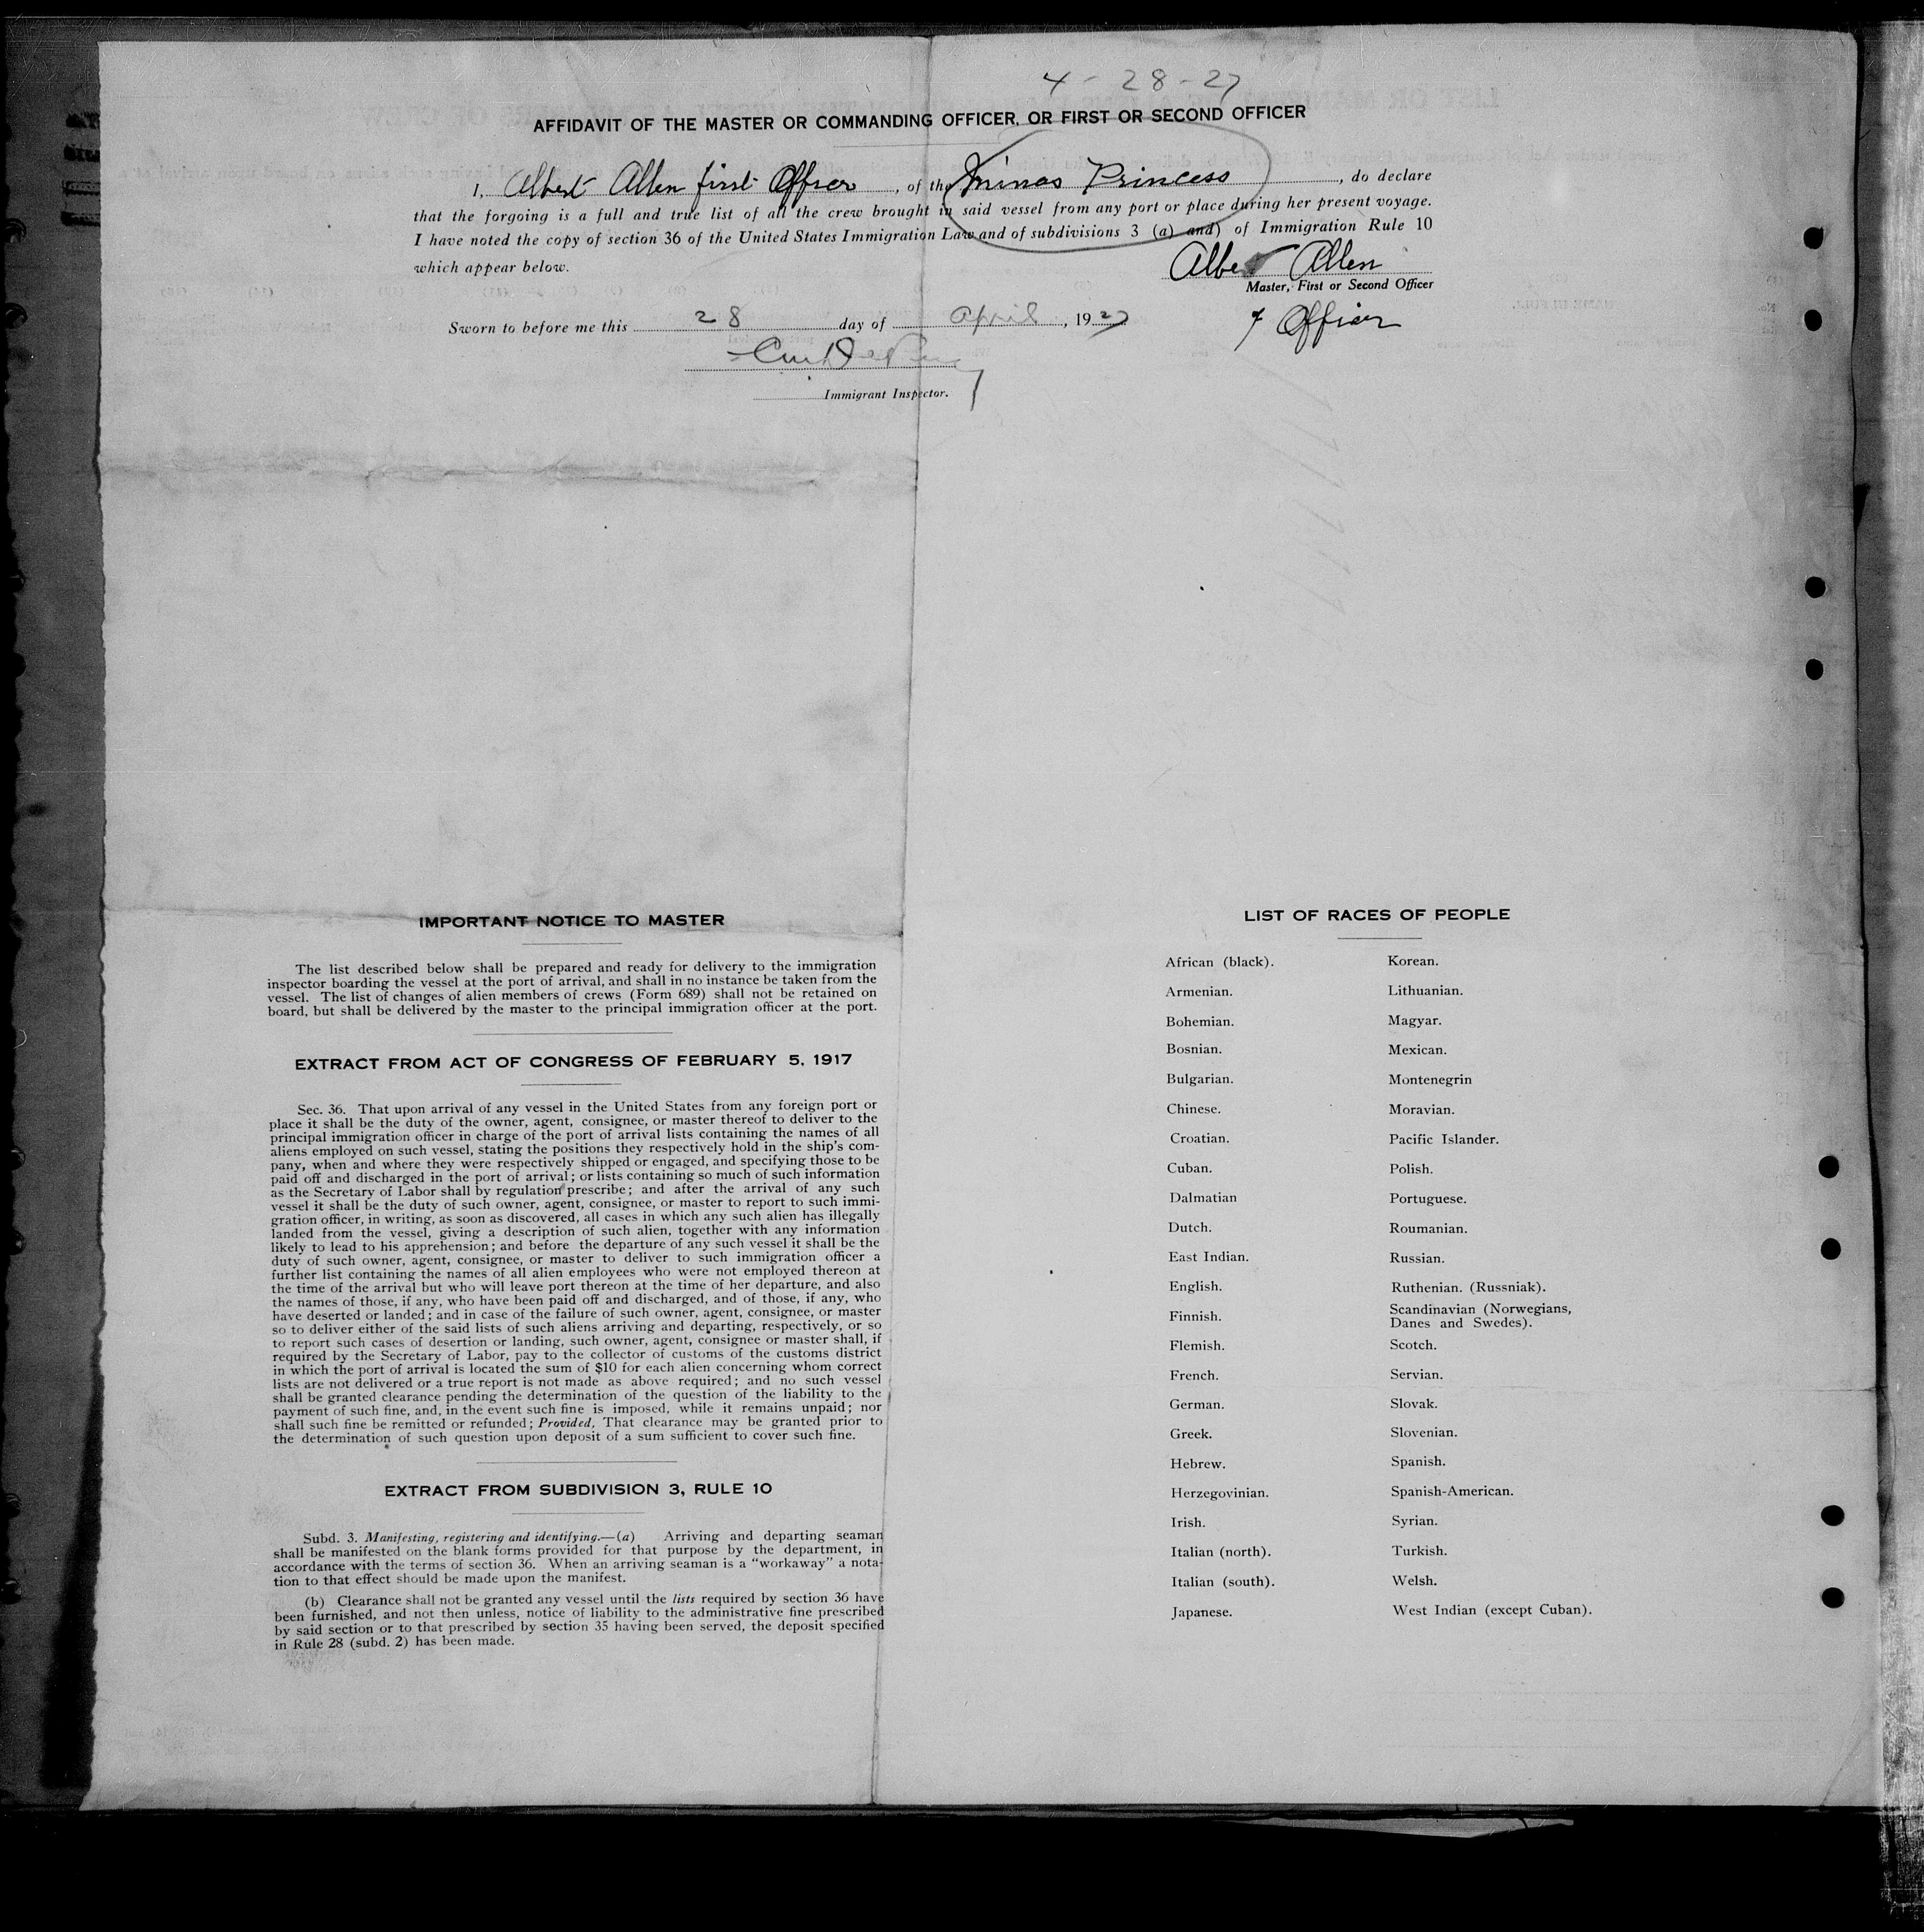 4 - 28 - 27
AFFIDAVIT OF THE MASTER OR COMMANDING OFFICER, OR FIRST OR SECOND OFFICER
I, Albert Allen first Officer, of the Minas Princess, do declare
that the forgoing is a full and true list of all the crew brought in said vessel from any port or place during her present voyage.
I have noted the copy of section 36 of the United States Immigration Law and of subdivisions 3 (a) and) of Immigration Rule 10
which appear below.
Albert Allen
Master, First or Second Officer
Sworn to before me this 28 day of April, 1927
f Officer
Immigrant Inspector.
IMPORTANT NOTICE TO MASTER
The list described below shall be prepared and ready for delivery to the immigration
inspector boarding the vessel at the port of arrival, and shall in no instance be taken from the
vessel. The list of changes of alien members of crews (Form 689) shall not be retained on
board, but shall be delivered by the master to the principal immigration officer at the port.
EXTRACT FROM ACT OF CONGRESS OF FEBRUARY 5, 1917
Sec. 36. That upon arrival of any vessel in the United States from any foreign port or
place it shall be the duty of the owner, agent, consignee, or master thereof to deliver to the
principal immigration officer in charge of the port of arrival lists containing the names of all
aliens employed on such vessel, stating the positions they respectively hold in the ship's com-
pany, when and where they were respectively shipped or engaged, and specifying those to be
paid off and discharged in the port of arrival; or lists containing so much of such information
as the Secretary of Labor shall by regulation prescribe; and after the arrival of any such
vessel it shall be the duty of such owner, agent, consignee, or master to report to such immi-
gration officer, in writing, as soon as discovered, all cases in which any such alien has illegally
landed from the vessel, giving a description of such alien, together with any information
likely to lead to his apprehension; and before the departure of any such vessel it shall be the
duty of such owner, agent, consignee, or master to deliver to such immigration officer a
further list containing the names of all alien employees who were not employed thereon at
the time of the arrival but who will leave port thereon at the time of her departure, and also
the names of those, if any, who have been paid off and discharged, and of those, if any, who
have deserted or landed; and in case of the failure of such owner, agent, consignee, or master
so to deliver either of the said lists of such aliens arriving and departing, respectively, or so
to report such cases of desertion or landing, such owner, agent, consignee or master shall, if
required by the Secretary of Labor, pay to the collector of customs of the customs district
in which the port of arrival is located the sum of $10 for each alien concerning whom correct
lists are not delivered or a true report is not made as above required; and no such vessel
shall be granted clearance pending the determination of the question of the liability to the
payment of such fine, and, in the event such fine is imposed, while it remains unpaid; nor
shall such fine be remitted or refunded; Provided, That clearance may be granted prior to
the determination of such question upon deposit of a sum sufficient to cover such fine.
EXTRACT FROM SUBDIVISION 3, RULE 10
Subd. 3. Manifesting, registering and identifying.—(a) Arriving and departing seaman
shall be manifested on the blank forms provided for that purpose by the department, in
accordance with the terms of section 36. When an arriving seaman is a "workaway" a nota-
tion to that effect should be made upon the manifest.
(b) Clearance shall not be granted any vessel until the lists required by section 36 have
been furnished, and not then unless, notice of liability to the administrative fine prescribed
by said section or to that prescribed by section 35 having been served, the deposit specified
in Rule 28 (subd. 2) has been made.
LIST OF RACES OF PEOPLE
African (black). Korean.
Armenian. Lithuanian.
Bohemian. Magyar.
Bosnian. Mexican.
Bulgarian. Montenegrin
Chinese. Moravian.
Croatian. Pacific Islander.
Cuban. Polish.
Dalmatian Portuguese.
Dutch. Roumanian.
East Indian. Russian.
English. Ruthenian. (Russniak).
Finnish. Scandinavian (Norwegians,
Danes and Swedes).
Flemish. Scotch.
French. Servian.
German. Slovak.
Greek. Slovenian.
Hebrew. Spanish.
Herzegovinian. Spanish-American.
Irish. Syrian.
Italian (north). Turkish.
Italian (south). Welsh.
Japanese. West Indian (except Cuban).